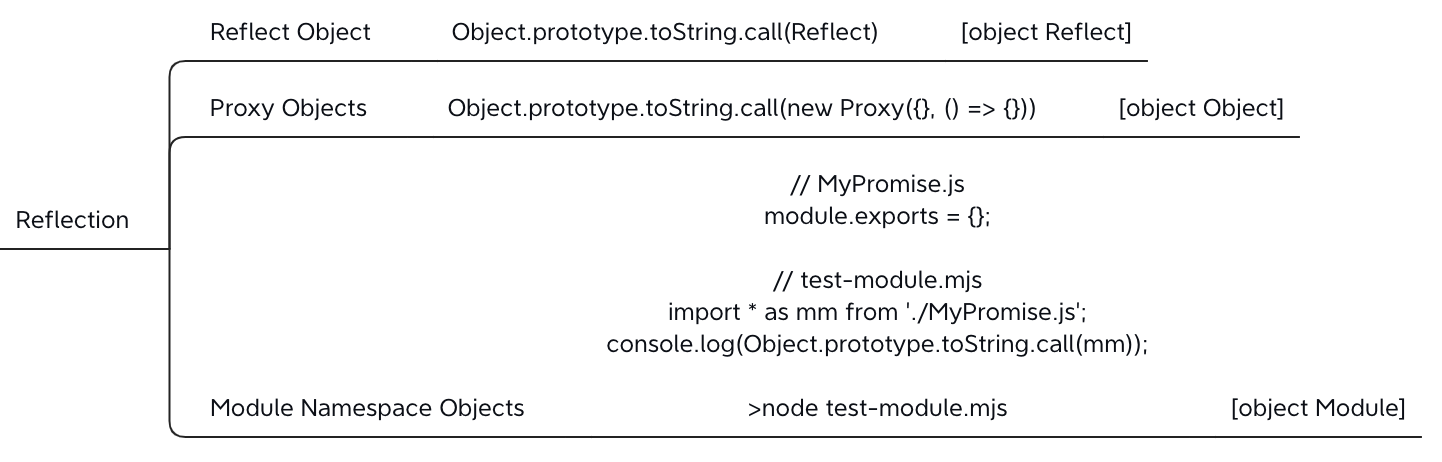 Reflect Object Object.prototype.toString.call(Reflect) [object Reflect]
Proxy Objects Object.prototype.toString.call(new Proxy({}, () => {})) [object Object]
Reflection
// MyPromise.js
module.exports = {};
// test-module.mjs
import * as mm from './MyPromise.js';
console.log(Object.prototype.toString.call(mm));
Module Namespace Objects >node test-module.mjs [object Module]